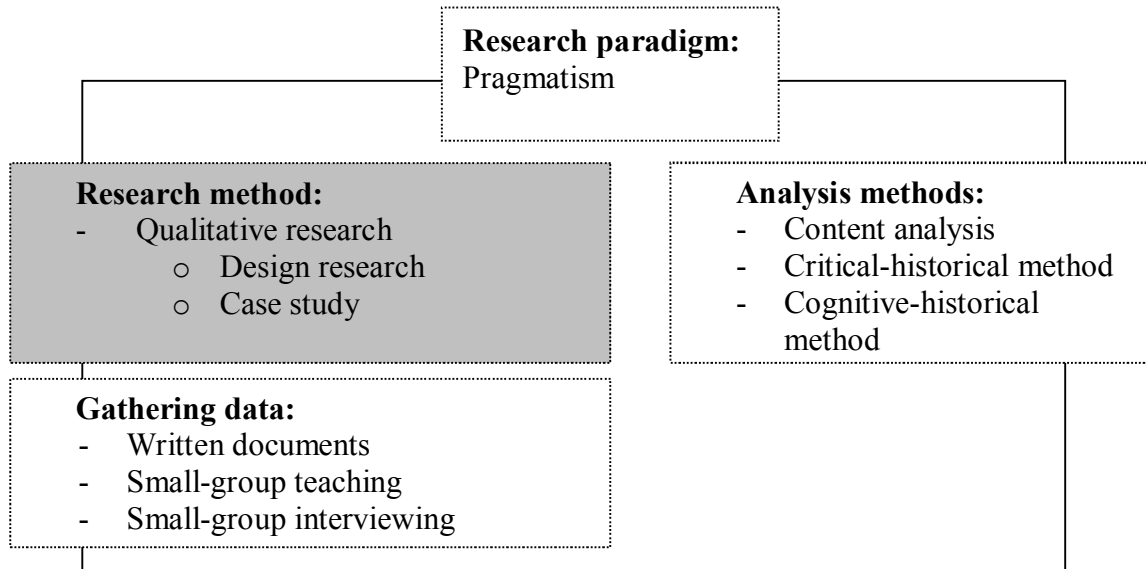 Research paradigm:
Pragmatism
Research method:
- Qualitative research
o Design research
o Case study
Gathering data:
- Written documents
- Small-group teaching
- Small-group interviewing
Analysis methods:
- Content analysis
- Critical-historical method
- Cognitive-historical
method